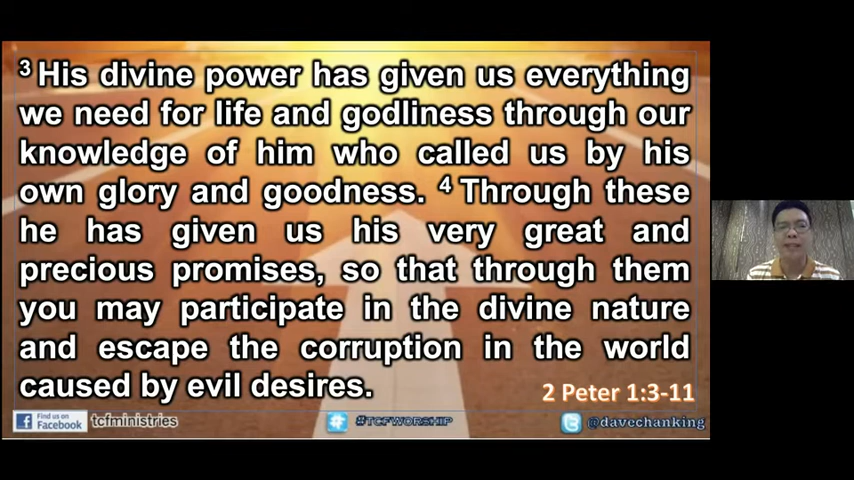 3 His divine power has given us everything
we need for life and godliness through our
knowledge of him who called us by his
own glory and goodness. 4 Through these
he has given us his very great and
precious promises, so that through them
you may participate in the divine nature
and escape the corruption in the world
caused by evil desires.
2 Peter 1:3-11
Find us on
Facebook
tcfministries
#TCFWORSHIP
@davechanking